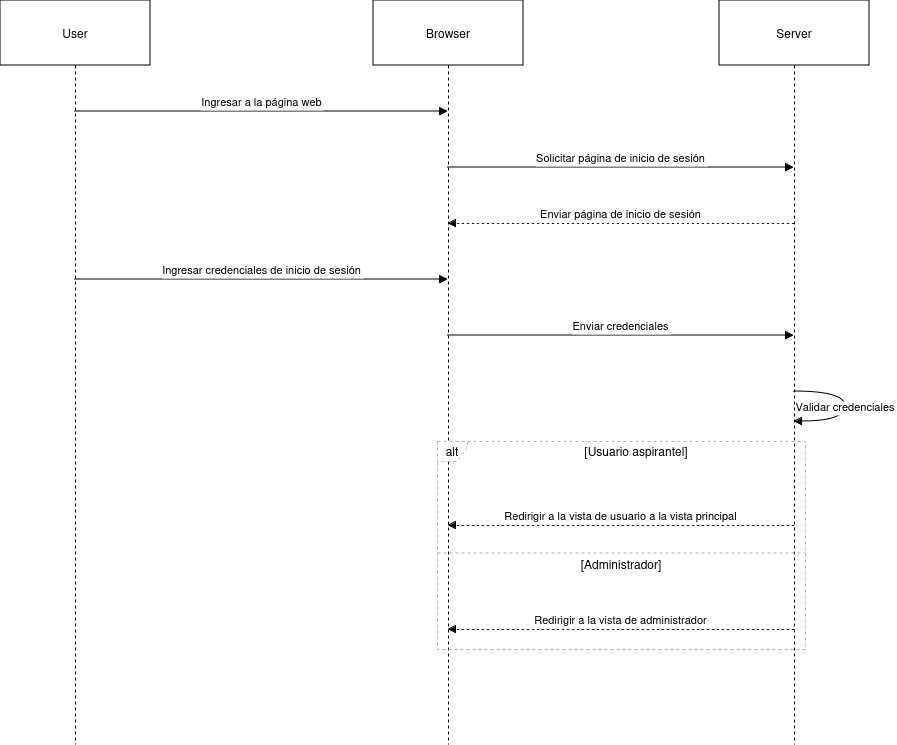 User
Browser
Server
Ingresar a la página web
Solicitar página de inicio de sesión
Enviar página de inicio de sesión
Ingresar credenciales de inicio de sesión
Enviar credenciales
Validar credenciales
alt
[Usuario aspirantel]
Redirigir a la vista de usuario a la vista principal
[Administrador]
Redirigir a la vista de administrador